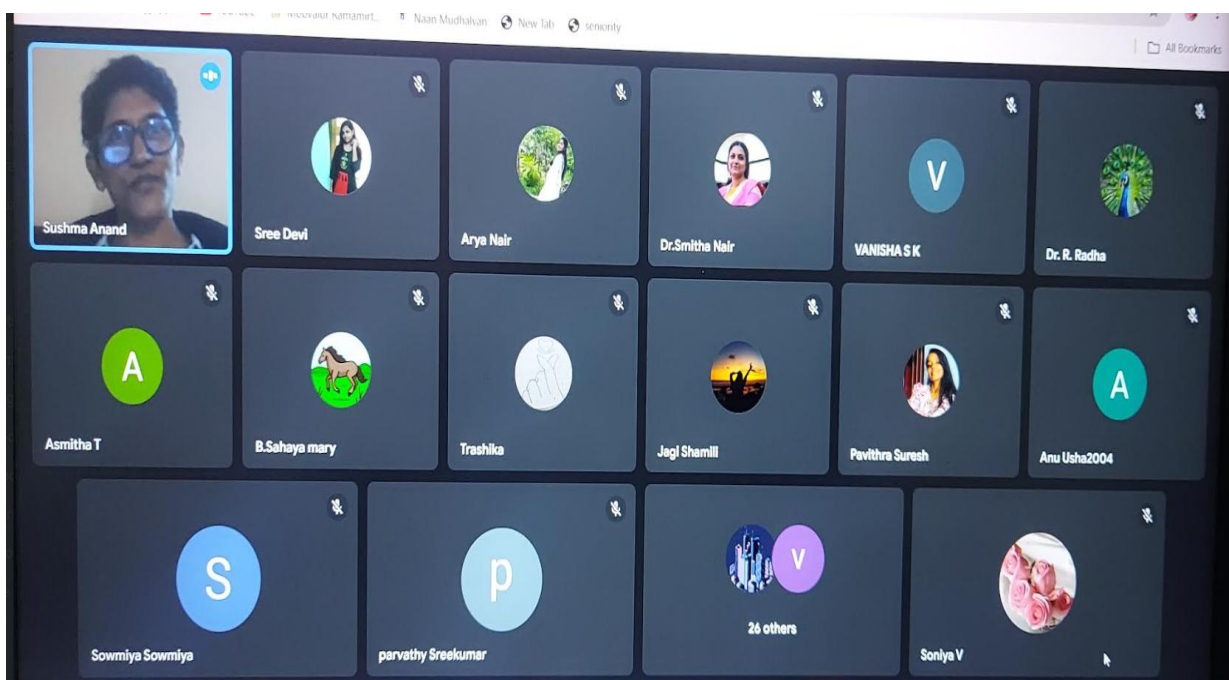 Naan Mudhalvan
New Tab
seniority
All Bookmarks
Sushma Anand
Sree Devi
Arya Nair
Dr.Smitha Nair
VANISHA S K
V
Dr. R. Radha
A
Asmitha T
B.Sahaya mary
Trashika
Jagi Shamili
Pavithra Suresh
A
Anu Usha2004
S
Sowmiya Sowmiya
p
parvathy Sreekumar
V
26 others
Soniya V